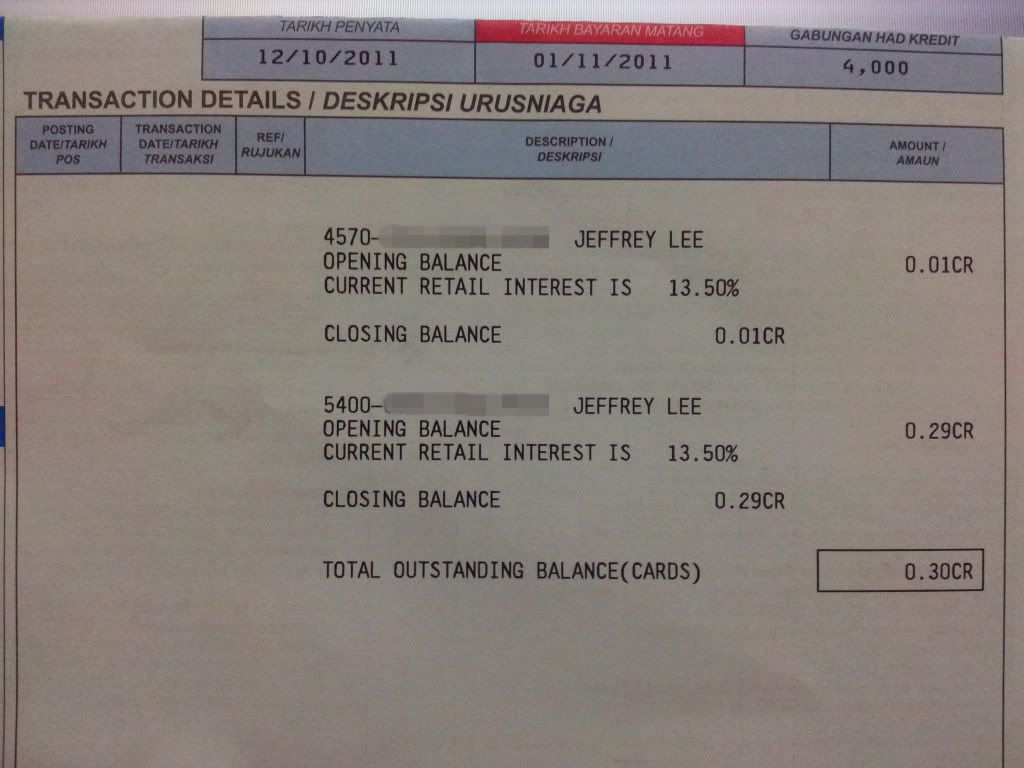 TARIKH PENYATA
TARIKH BAYARAN MATANG
GABUNGAN HAD KREDIT
12/10/2011
01/11/2011
4,000
TRANSACTION DETAILS / DESKRIPSI URUSNIAGA
POSTING DATE/TARIKH POS
TRANSACTION DATE/TARIKH TRANSAKSI
REF/ RUJUKAN
DESCRIPTION / DESKRIPSI
AMOUNT / AMAUN
4570- JEFFREY LEE
OPENING BALANCE 0.01CR
CURRENT RETAIL INTEREST IS 13.50%
CLOSING BALANCE 0.01CR
5400- JEFFREY LEE
OPENING BALANCE 0.29CR
CURRENT RETAIL INTEREST IS 13.50%
CLOSING BALANCE 0.29CR
TOTAL OUTSTANDING BALANCE(CARDS) 0.30CR